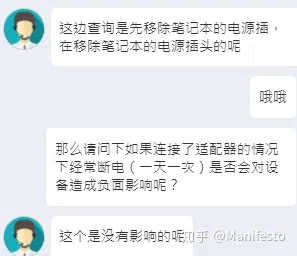 这边查询是先移除笔记本的电源插，
在移除笔记本的电源插头的呢
哦哦
那么请问下如果连接了适配器的情况
下经常断电（一天一次）是否会对设
备造成负面影响呢？
这个是没有影响的呢
知乎 @Manifesto